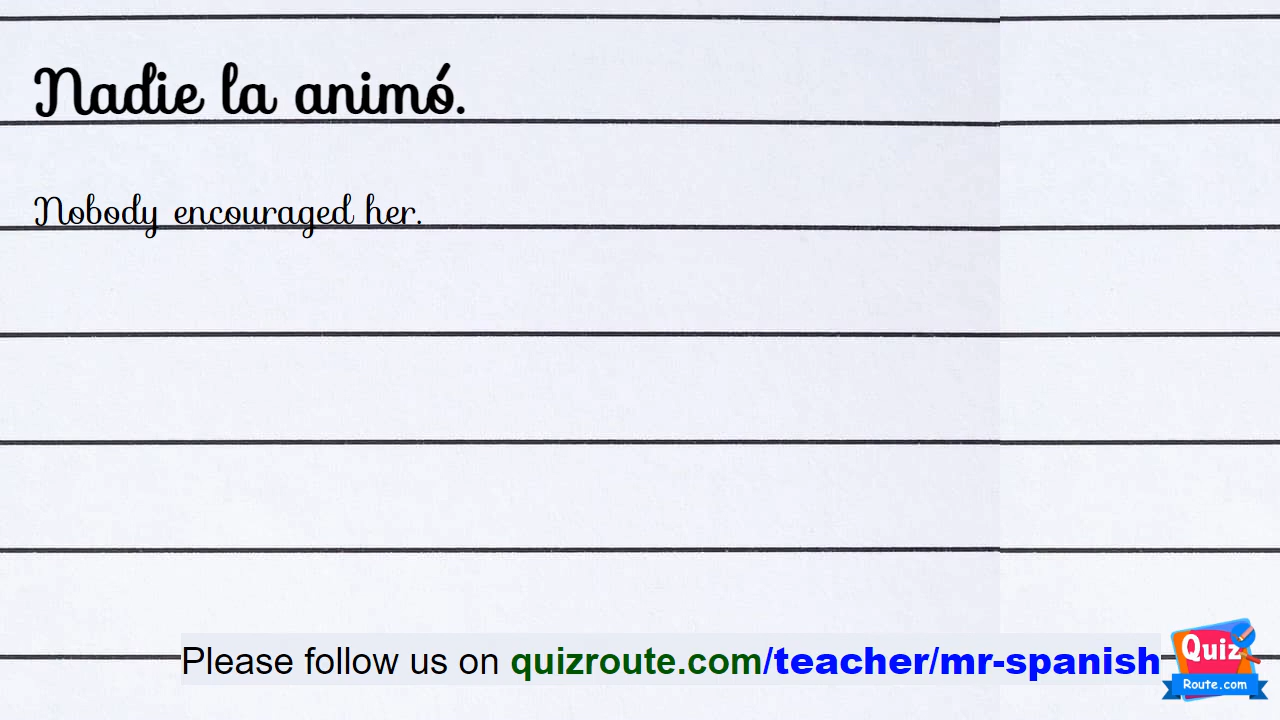 Nadie la animó.
Nobody encouraged her.
Please follow us on quizroute.com/teacher/mr-spanish
Quiz
Route.com